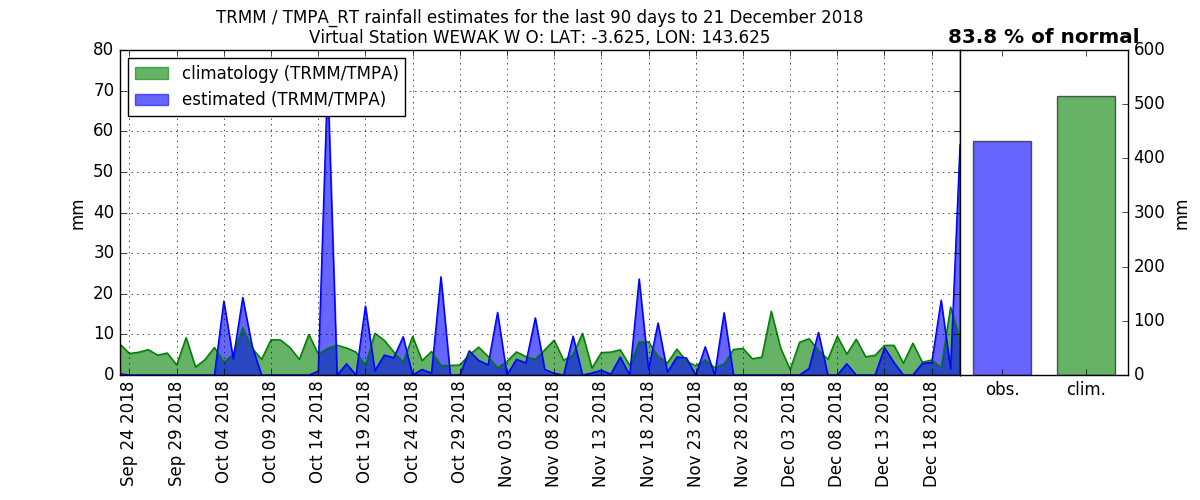 TRMM / TMPA_RT rainfall estimates for the last 90 days to 21 December 2018
Virtual Station WEWAK W O: LAT: -3.625, LON: 143.625
83.8 % of normal
climatology (TRMM/TMPA)
estimated (TRMM/TMPA)
80
70
60
50
40
30
20
10
0
mm
Sep 24 2018
Sep 29 2018
Oct 04 2018
Oct 09 2018
Oct 14 2018
Oct 19 2018
Oct 24 2018
Oct 29 2018
Nov 03 2018
Nov 08 2018
Nov 13 2018
Nov 18 2018
Nov 23 2018
Nov 28 2018
Dec 03 2018
Dec 08 2018
Dec 13 2018
Dec 18 2018
obs.
clim.
600
500
400
300
200
100
0
mm